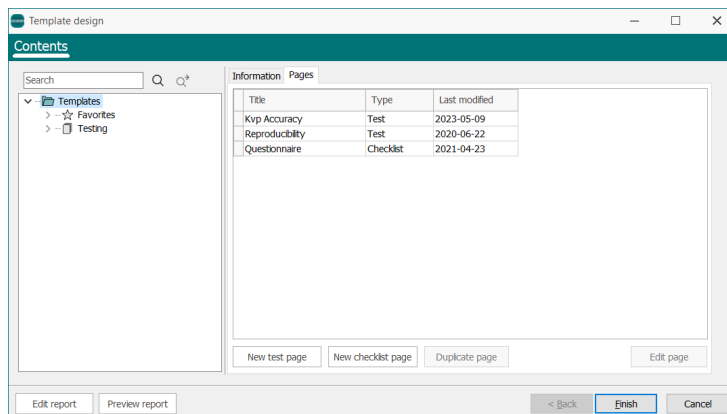 Template design
Contents
Search
Templates
Favorites
Testing
Information Pages
Title Type Last modified
Kvp Accuracy Test 2023-05-09
Reproducibility Test 2020-06-22
Questionnaire Checklist 2021-04-23
New test page New checklist page Duplicate page Edit page
Edit report Preview report < Back Finish Cancel